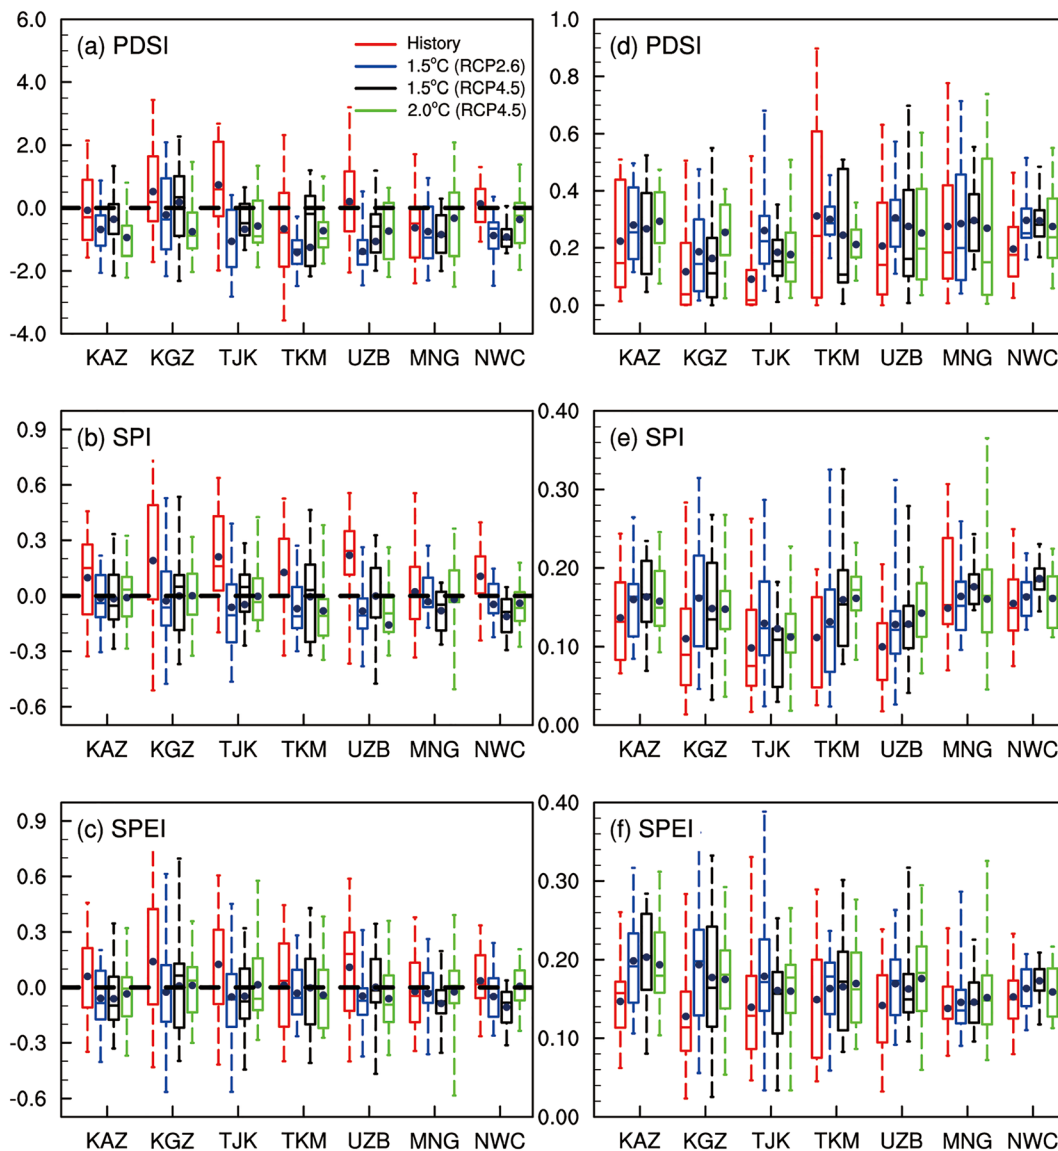 (a) PDSI
6.0
4.0
2.0
0.0
-2.0
-4.0
History
1.5°C (RCP2.6)
1.5°C (RCP4.5)
2.0°C (RCP4.5)
KAZ KGZ TJK TKM UZB MNG NWC
(d) PDSI
1.0
0.8
0.6
0.4
0.2
0.0
KAZ KGZ TJK TKM UZB MNG NWC
(b) SPI
0.9
0.6
0.3
0.0
-0.3
-0.6
KAZ KGZ TJK TKM UZB MNG NWC
(e) SPI
0.40
0.30
0.20
0.10
0.00
KAZ KGZ TJK TKM UZB MNG NWC
(c) SPEI
0.9
0.6
0.3
0.0
-0.3
-0.6
KAZ KGZ TJK TKM UZB MNG NWC
(f) SPEI
0.40
0.30
0.20
0.10
0.00
KAZ KGZ TJK TKM UZB MNG NWC